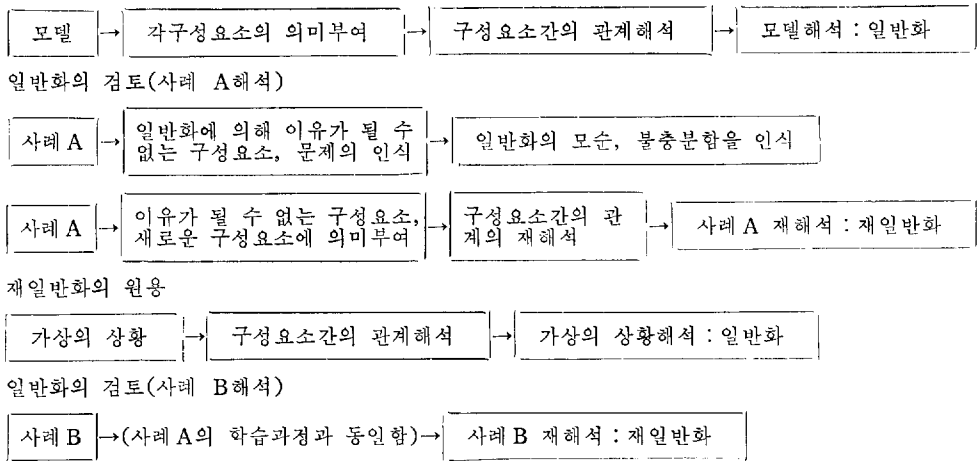 모델 → 각구성요소의 의미부여 → 구성요소간의 관계해석 → 모델해석 : 일반화
일반화의 검토(사례 A해석)
사례 A → 일반화에 의해 이유가 될 수 없는 구성요소, 문제의 인식 → 일반화의 모순, 불충분함을 인식
사례 A → 이유가 될 수 없는 구성요소, 새로운 구성요소에 의미부여 → 구성요소간의 관계의 재해석 → 사례 A 재해석 : 재일반화
재일반화의 원용
가상의 상황 → 구성요소간의 관계해석 → 가상의 상황해석 : 일반화
일반화의 검토(사례 B해석)
사례 B → (사례 A의 학습과정과 동일함) → 사례 B 재해석 : 재일반화